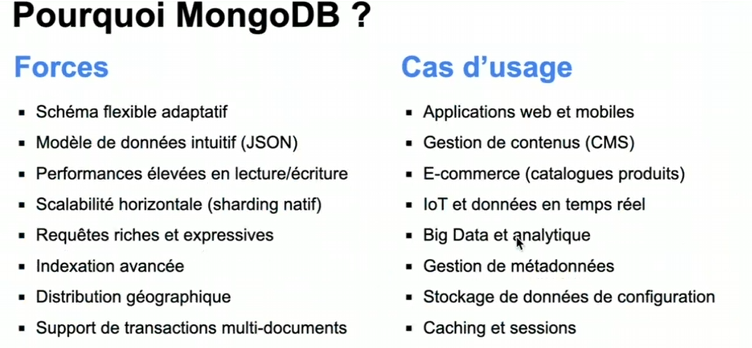 Pourquoi MongoDB ?
Forces
▪ Schéma flexible adaptatif
▪ Modèle de données intuitif (JSON)
▪ Performances élevées en lecture/écriture
▪ Scalabilité horizontale (sharding natif)
▪ Requêtes riches et expressives
▪ Indexation avancée
▪ Distribution géographique
▪ Support de transactions multi-documents
Cas d’usage
▪ Applications web et mobiles
▪ Gestion de contenus (CMS)
▪ E-commerce (catalogues produits)
▪ IoT et données en temps réel
▪ Big Data et analytique
▪ Gestion de métadonnées
▪ Stockage de données de configuration
▪ Caching et sessions